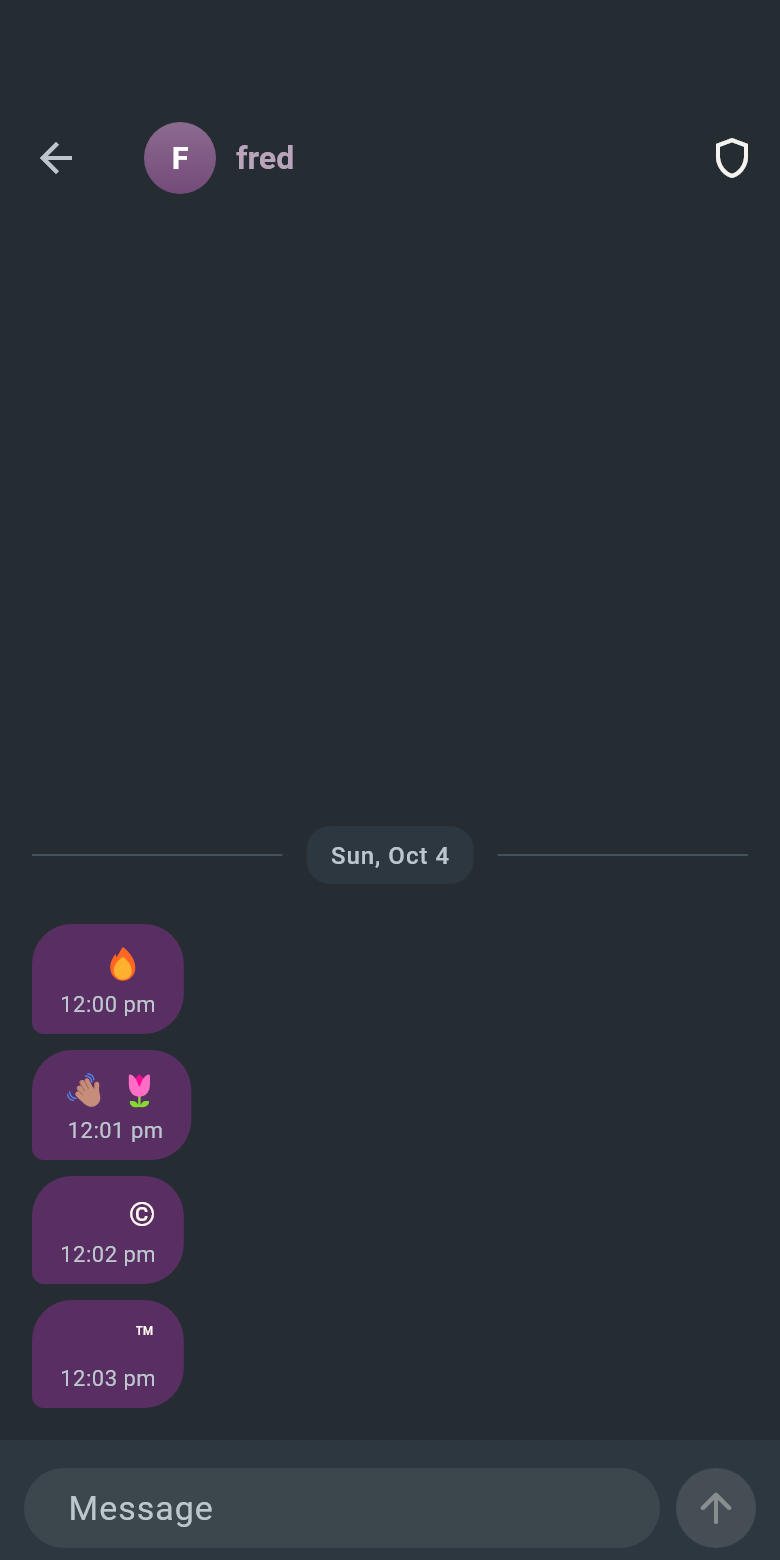 F fred
Sun, Oct 4
🔥
12:00 pm
👋🏽 🌷
12:01 pm
©
12:02 pm
™
12:03 pm
Message